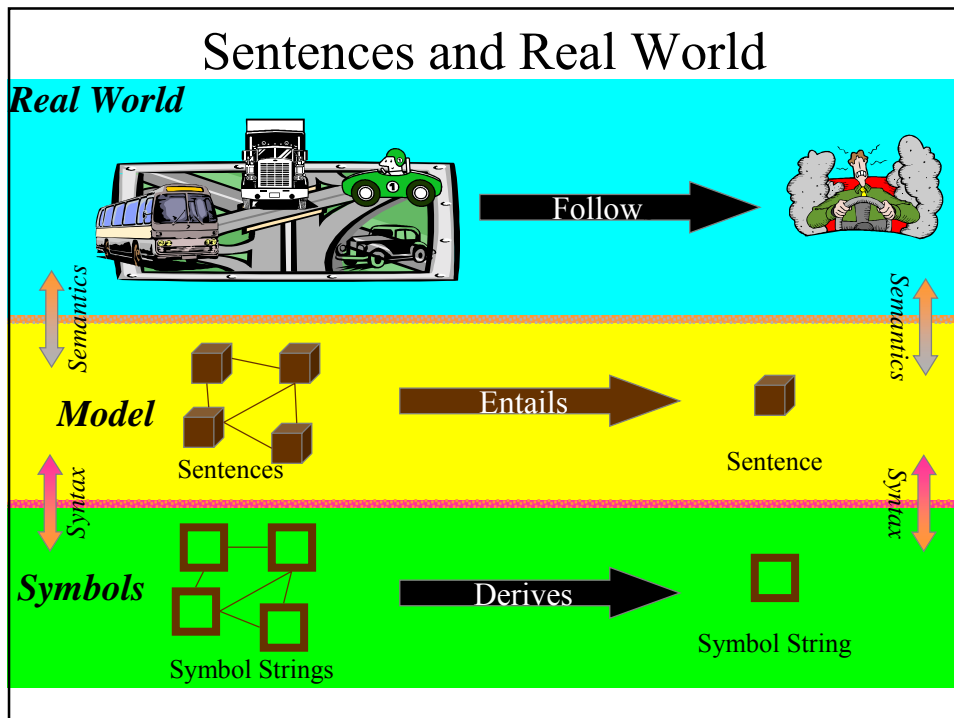 Sentences and Real World
Real World
1
Follow
Semantics
Semantics
Model
Entails
Sentences
Sentence
Syntax
Syntax
Symbols
Derives
Symbol Strings
Symbol String